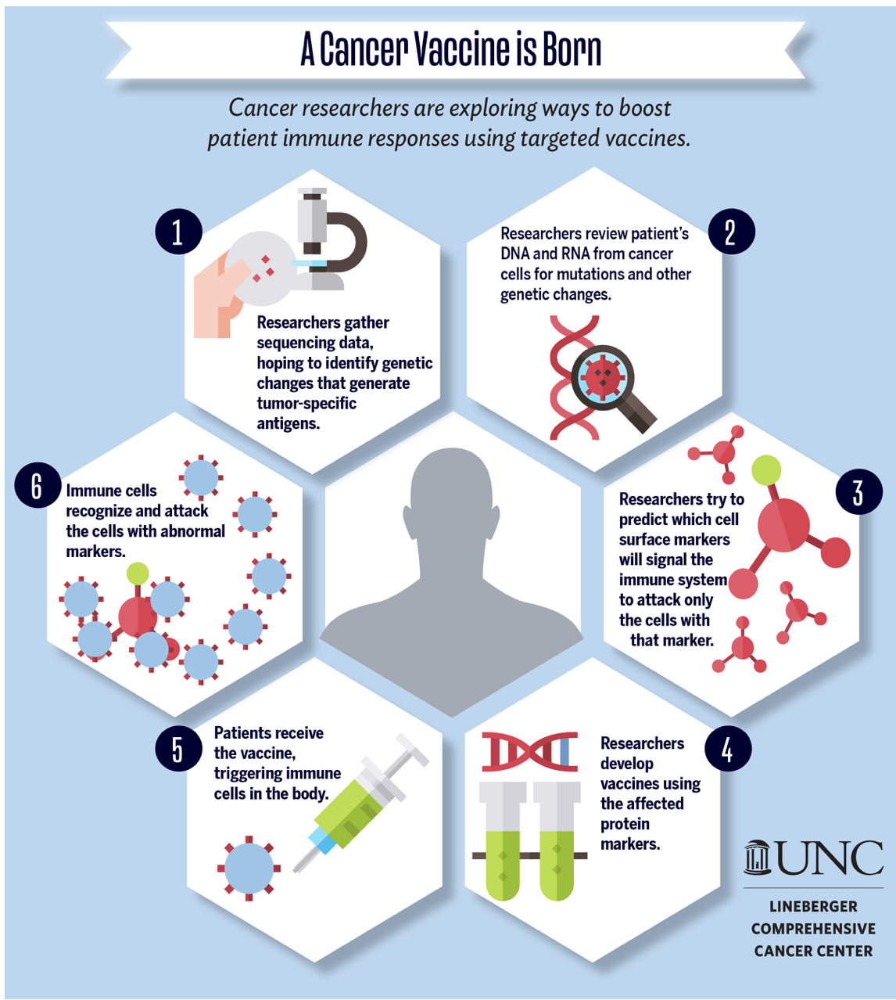 A Cancer Vaccine is Born
Cancer researchers are exploring ways to boost
patient immune responses using targeted vaccines.
1
Researchers gather
sequencing data,
hoping to identify genetic
changes that generate
tumor-specific
antigens.
2
Researchers review patient's
DNA and RNA from cancer
cells for mutations and other
genetic changes.
3
Researchers try to
predict which cell
surface markers
will signal the
immune system
to attack only
the cells with
that marker.
4
Researchers
develop
vaccines using
the affected
protein
markers.
5
Patients receive
the vaccine,
triggering immune
cells in the body.
6
Immune cells
recognize and attack
the cells with abnormal
markers.
UNC
LINEBERGER
COMPREHENSIVE
CANCER CENTER